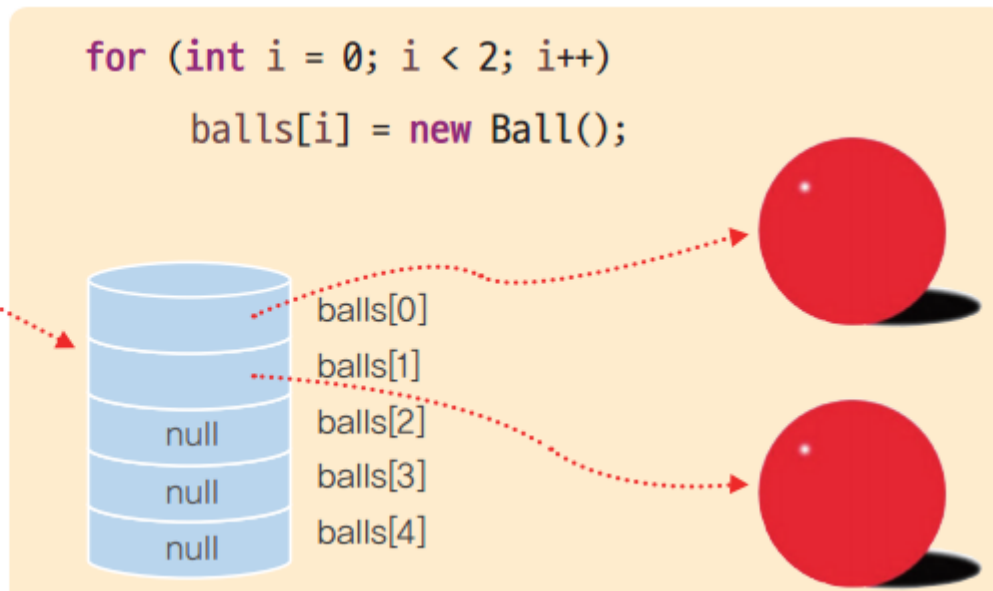 for (int i = 0; i < 2; i++)
balls[i] = new Ball();
balls[0]
balls[1]
null balls[2]
null balls[3]
null balls[4]